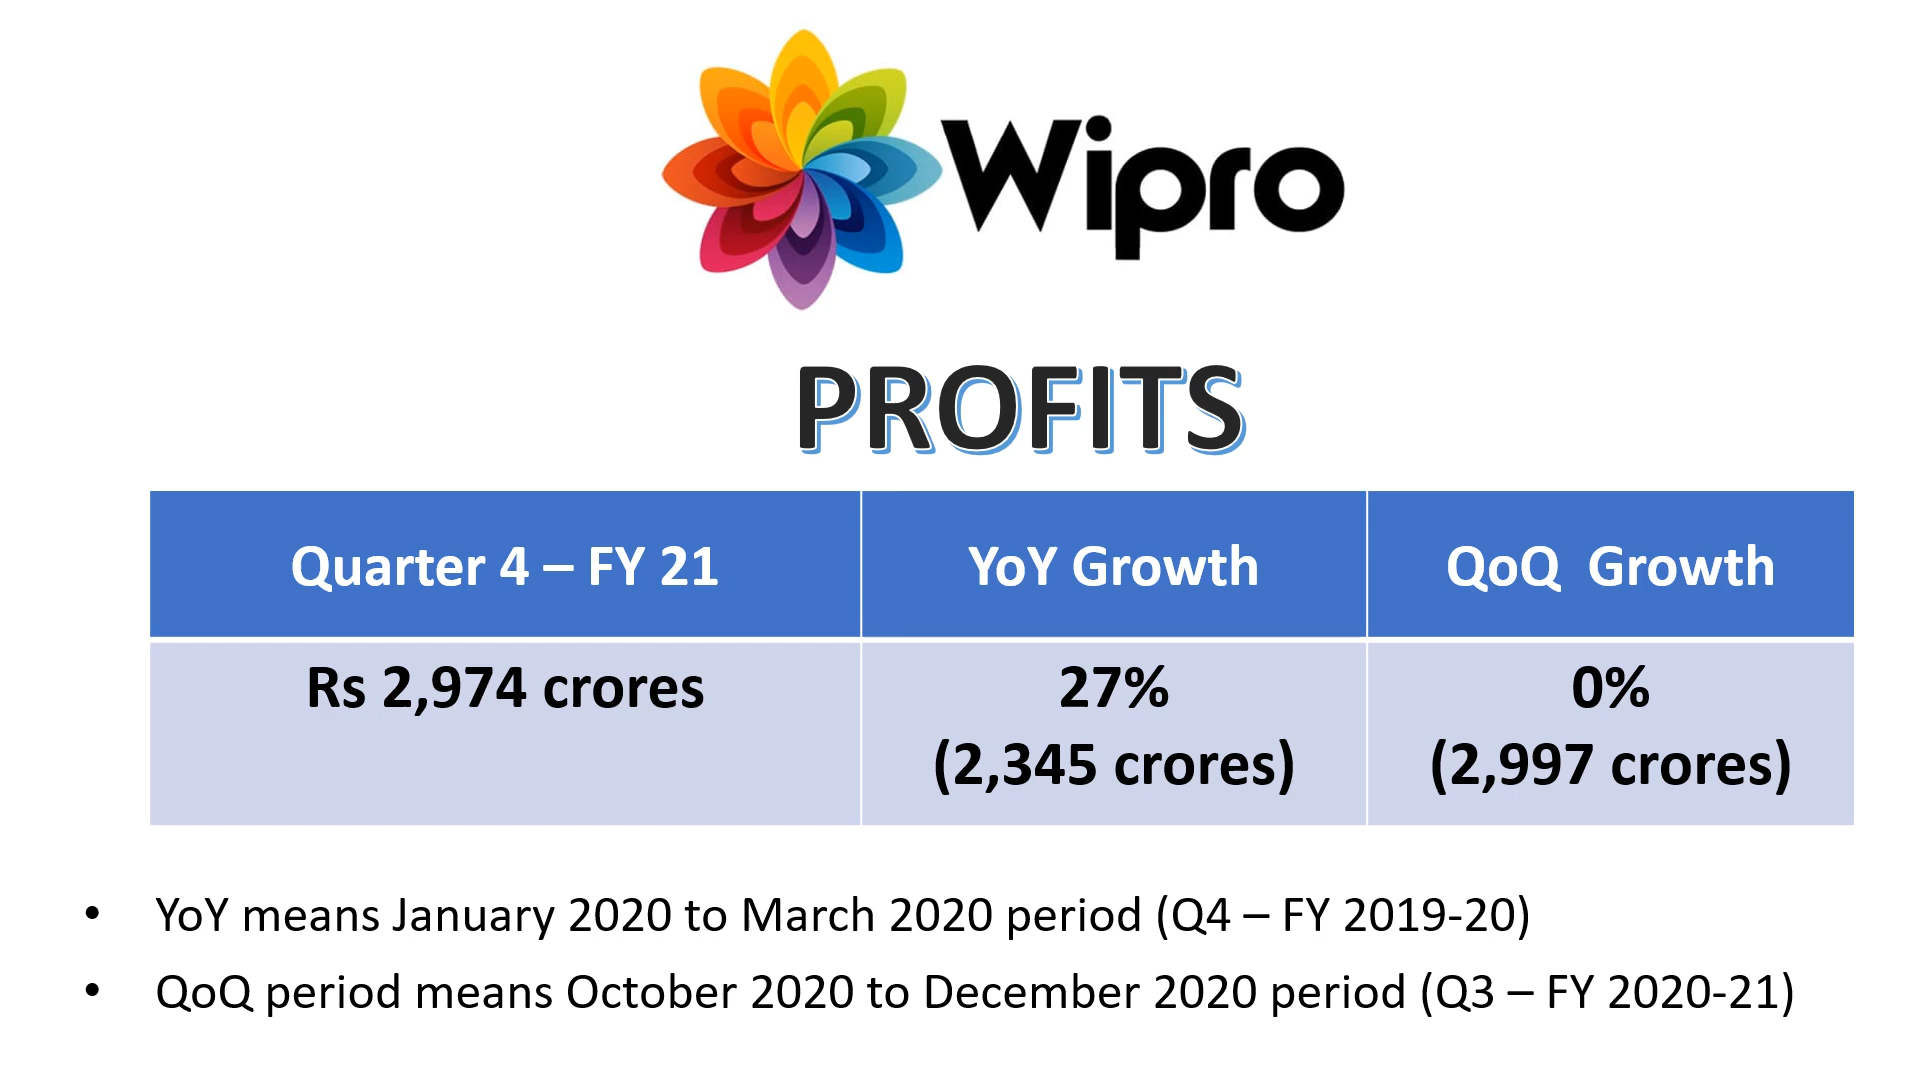 Wipro
PROFITS
Quarter 4 – FY 21
YoY Growth
QoQ  Growth
Rs 2,974 crores
27%
(2,345 crores)
0%
(2,997 crores)
• YoY means January 2020 to March 2020 period (Q4 – FY 2019-20)
• QoQ period means October 2020 to December 2020 period (Q3 – FY 2020-21)